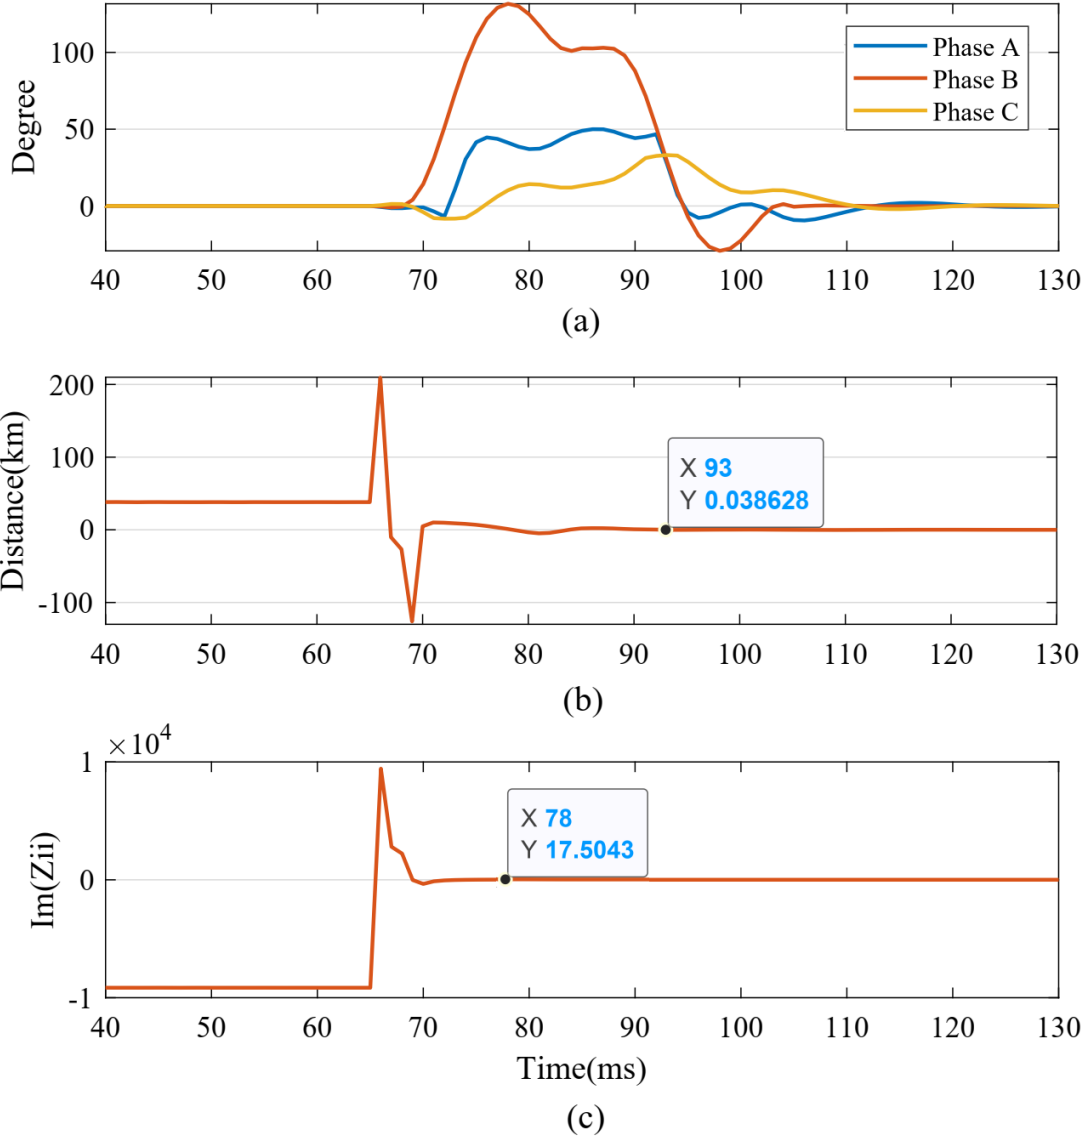 Degree
100
50
0
Phase A
Phase B
Phase C
40 50 60 70 80 90 100 110 120 130
(a)
Distance(km)
200
100
0
-100
X 93
Y 0.038628
40 50 60 70 80 90 100 110 120 130
(b)
×10^4
Im(Zii)
1
0
-1
X 78
Y 17.5043
40 50 60 70 80 90 100 110 120 130
Time(ms)
(c)